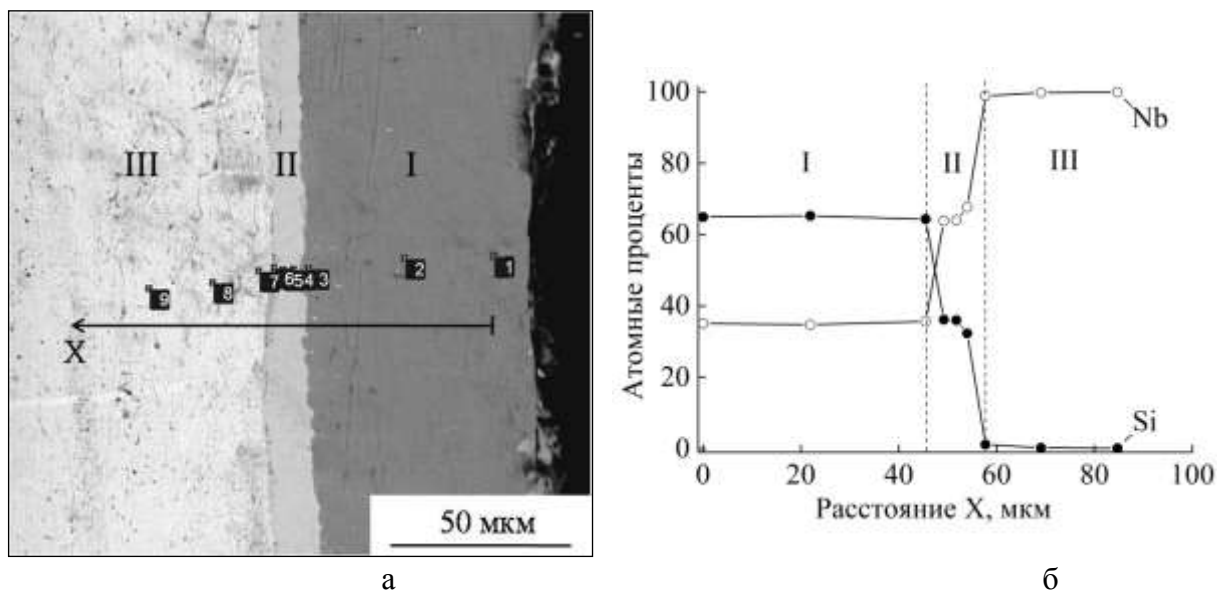 III
II
I
9
8
7
6
5
4
3
2
1
X
50 мкм
а
100
80
60
40
20
0
Атомные проценты
I
II
III
Nb
Si
0 20 40 60 80 100
Расстояние X, мкм
б